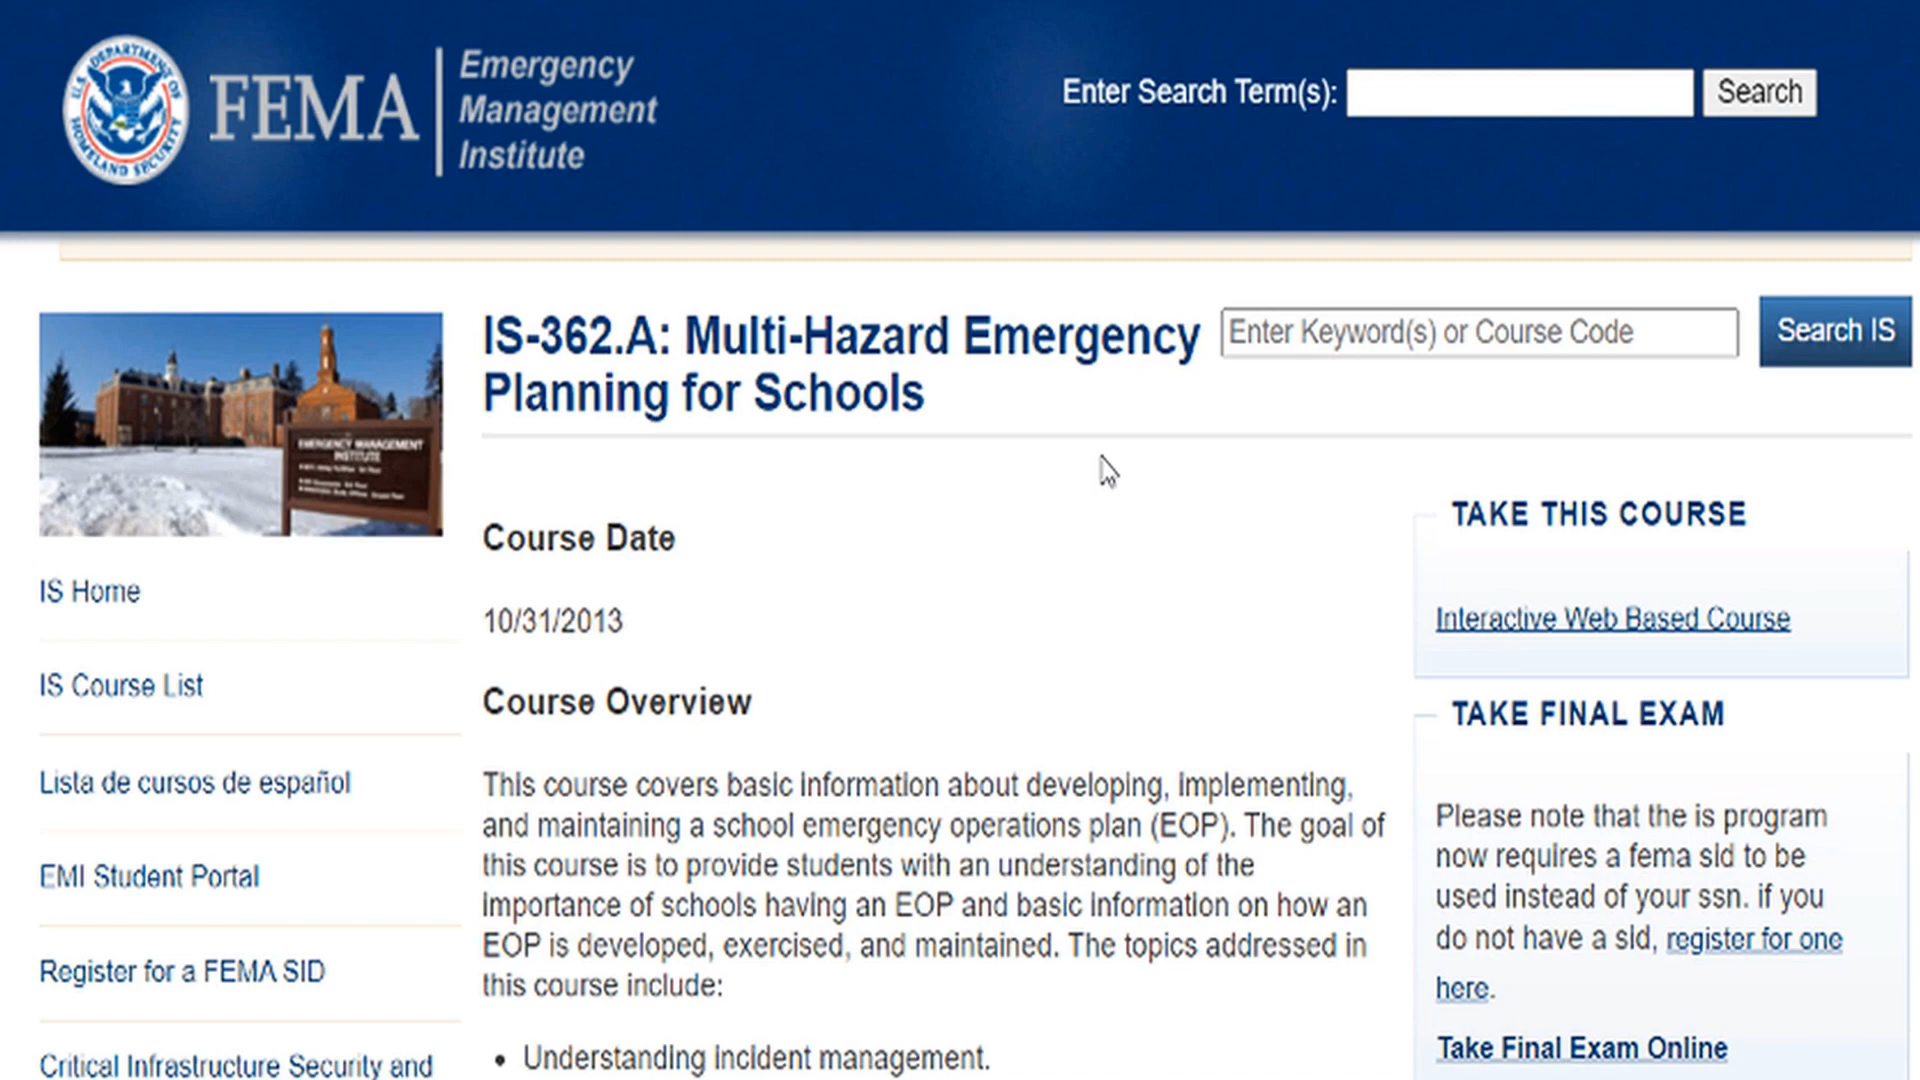 U.S. DEPARTMENT OF
HOMELAND SECURITY
FEMA
Emergency
Management
Institute
Enter Search Term(s):
Search
EMERGENCY MANAGEMENT
INSTITUTE
IS-362.A: Multi-Hazard Emergency
Planning for Schools
Enter Keyword(s) or Course Code
Search IS
IS Home
IS Course List
Lista de cursos de español
EMI Student Portal
Register for a FEMA SID
Critical Infrastructure Security and
Course Date
10/31/2013
Course Overview
This course covers basic information about developing, implementing,
and maintaining a school emergency operations plan (EOP). The goal of
this course is to provide students with an understanding of the
importance of schools having an EOP and basic information on how an
EOP is developed, exercised, and maintained. The topics addressed in
this course include:
• Understanding incident management.
TAKE THIS COURSE
Interactive Web Based Course
TAKE FINAL EXAM
Please note that the is program
now requires a fema sid to be
used instead of your ssn. if you
do not have a sid, register for one
here.
Take Final Exam Online